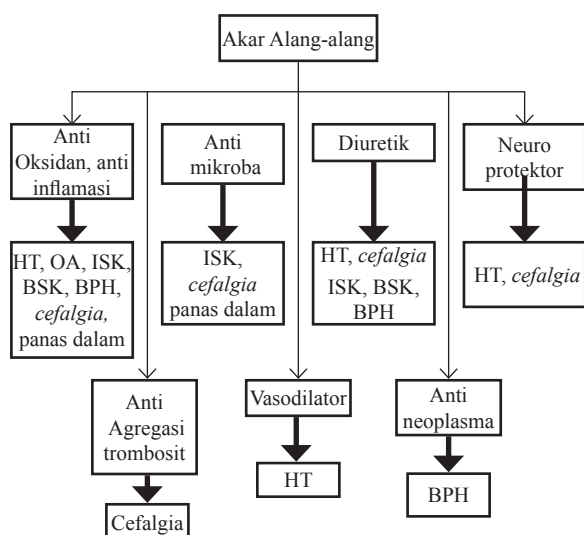 Akar Alang-alang
Anti
Oksidan, anti
inflamasi
Anti
mikroba
Diuretik
Neuro
protektor
HT, OA, ISK,
BSK, BPH,
cefalgia,
panas dalam
ISK,
cefalgia
panas dalam
HT, cefalgia
ISK, BSK,
BPH
HT, cefalgia
Anti
Agregasi
trombosit
Vasodilator
Anti
neoplasma
Cefalgia
HT
BPH